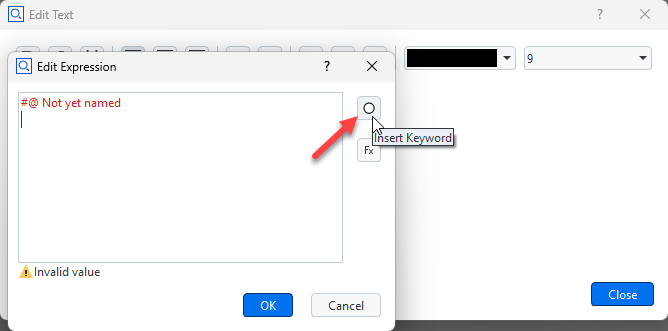 Edit Text
?
9
Edit Expression
?
#@ Not yet named
Insert Keyword
Fx
Invalid value
OK
Cancel
Close